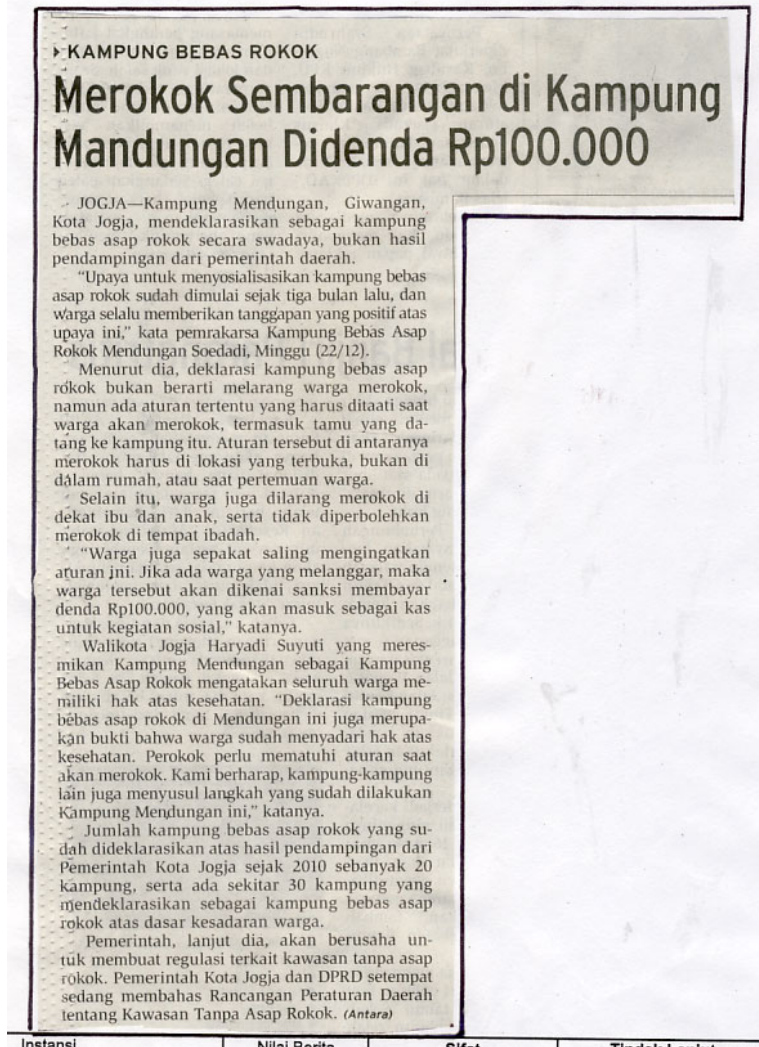 KAMPUNG BEBAS ROKOK
Merokok Sembarangan di Kampung
Mandungan Didenda Rp100.000
JOGJA—Kampung Mendungan, Giwangan,
Kota Jogja, mendeklarasikan sebagai kampung
bebas asap rokok secara swadaya, bukan hasil
pendampingan dari pemerintah daerah.
"Upaya untuk menyosialisasikan kampung bebas
asap rokok sudah dimulai sejak tiga bulan lalu, dan
warga selalu memberikan tanggapan yang positif atas
upaya ini," kata pemrakarsa Kampung Bebas Asap
Rokok Mendungan Soedadi, Minggu (22/12).
Menurut dia, deklarasi kampung bebas asap
rokok bukan berarti melarang warga merokok,
namun ada aturan tertentu yang harus ditaati saat
warga akan merokok, termasuk tamu yang da-
tang ke kampung itu. Aturan tersebut di antaranya
merokok harus di lokasi yang terbuka, bukan di
dalam rumah, atau saat pertemuan warga.
Selain itu, warga juga dilarang merokok di
dekat ibu dan anak, serta tidak diperbolehkan
merokok di tempat ibadah.
"Warga juga sepakat saling mengingatkan
aturan ini. Jika ada warga yang melanggar, maka
warga tersebut akan dikenai sanksi membayar
denda Rp100.000, yang akan masuk sebagai kas
untuk kegiatan sosial," katanya.
Walikota Jogja Haryadi Suyuti yang meres-
mikan Kampung Mendungan sebagai Kampung
Bebas Asap Rokok mengatakan seluruh warga me-
miliki hak atas kesehatan. "Deklarasi kampung
bebas asap rokok di Mendungan ini juga merupa-
kan bukti bahwa warga sudah menyadari hak atas
kesehatan. Perokok perlu mematuhi aturan saat
akan merokok. Kami berharap, kampung-kampung
lain juga menyusul langkah yang sudah dilakukan
Kampung Mendungan ini," katanya.
Jumlah kampung bebas asap rokok yang su-
dah dideklarasikan atas hasil pendampingan dari
Pemerintah Kota Jogja sejak 2010 sebanyak 20
kampung, serta ada sekitar 30 kampung yang
mendeklarasikan sebagai kampung bebas asap
rokok atas dasar kesadaran warga.
Pemerintah, lanjut dia, akan berusaha un-
tuk membuat regulasi terkait kawasan tanpa asap
rokok. Pemerintah Kota Jogja dan DPRD setempat
sedang membahas Rancangan Peraturan Daerah
tentang Kawasan Tanpa Asap Rokok. (Antara)
Instansi Nilai Berita Sifat Tindak Lanjut